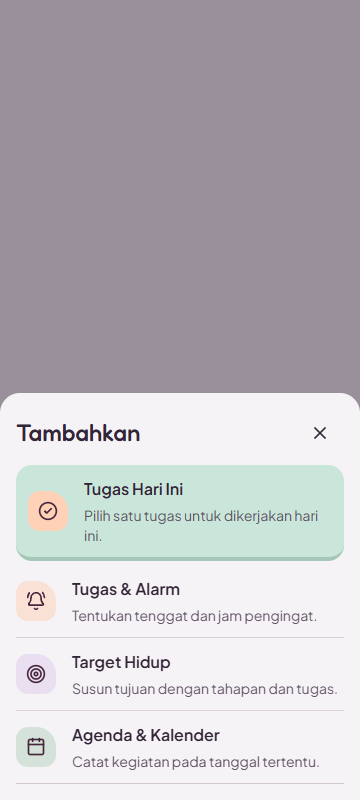 Tambahkan
Tugas Hari Ini
Pilih satu tugas untuk dikerjakan hari
ini.
Tugas & Alarm
Tentukan tenggat dan jam pengingat.
Target Hidup
Susun tujuan dengan tahapan dan tugas.
Agenda & Kalender
Catat kegiatan pada tanggal tertentu.